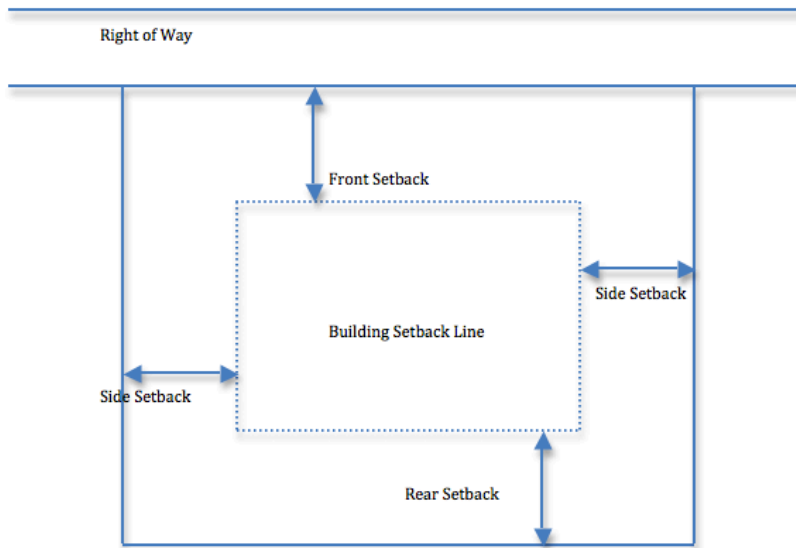 Right of Way
Front Setback
Side Setback
Building Setback Line
Side Setback
Rear Setback